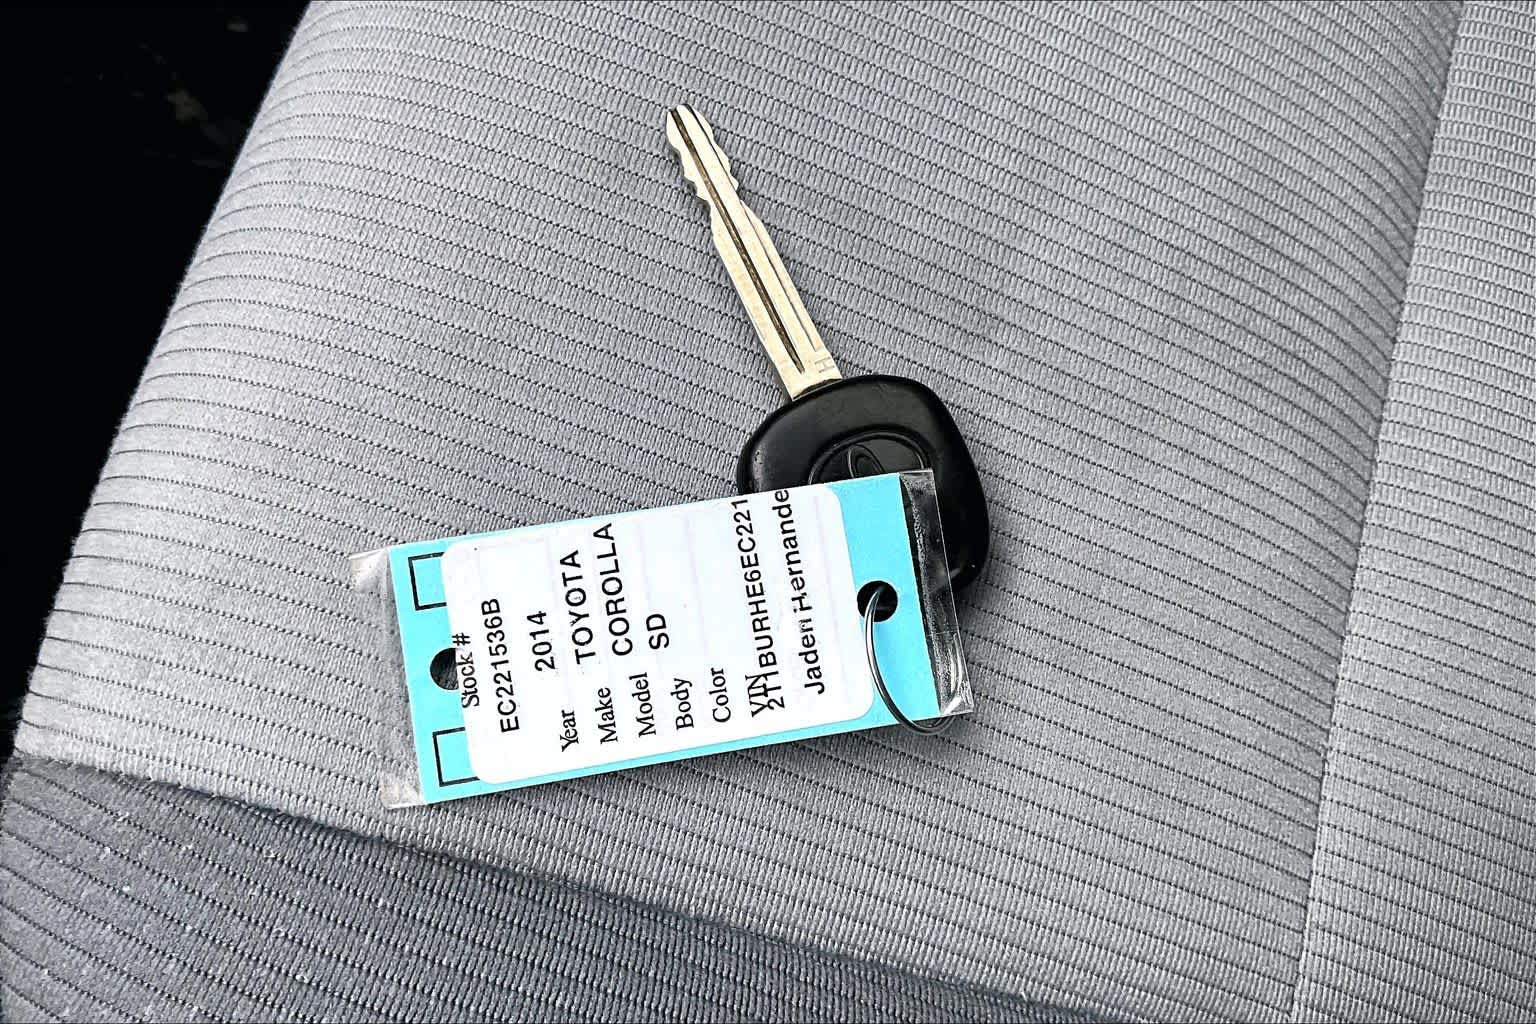 Stock #
EC221536B
Year 2014
Make TOYOTA
Model COROLLA
Body SD
Color
VIN
2T1BURHE6EC221
Jaden Hernande
H